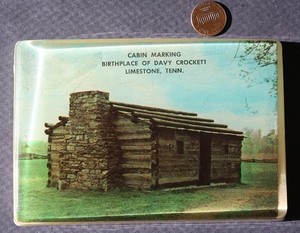 CABIN MARKING
BIRTHPLACE OF DAVY CROCKETT
LIMESTONE, TENN.